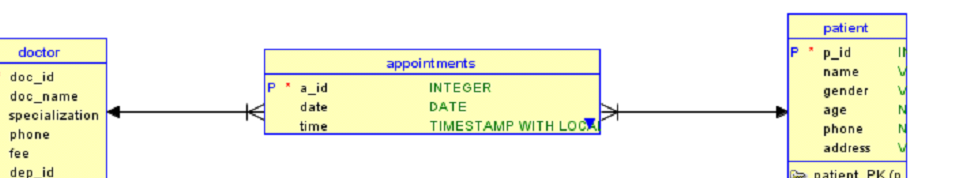 doctor
doc_id
doc_name
specialization
phone
fee
dep_id
appointments
P * a_id INTEGER
date DATE
time TIMESTAMP WITH LOCA
patient
P * p_id
name
gender
age
phone
address
patient_PK (p